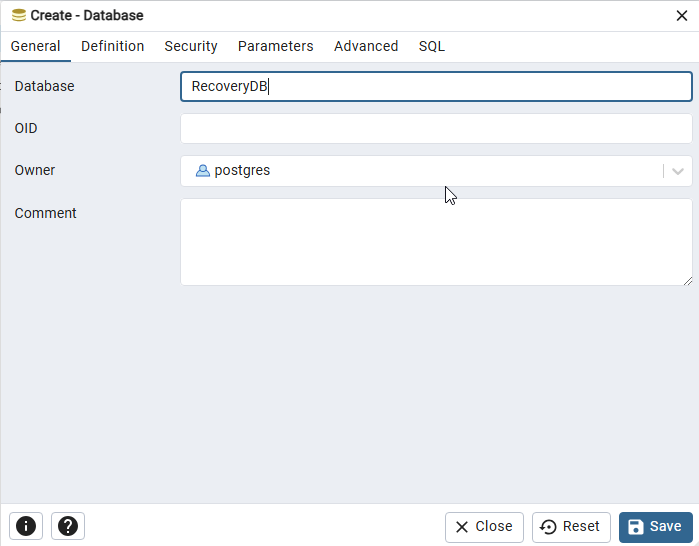 Create - Database
General Definition Security Parameters Advanced SQL
Database RecoveryDB
OID
Owner postgres
Comment
Close Reset Save